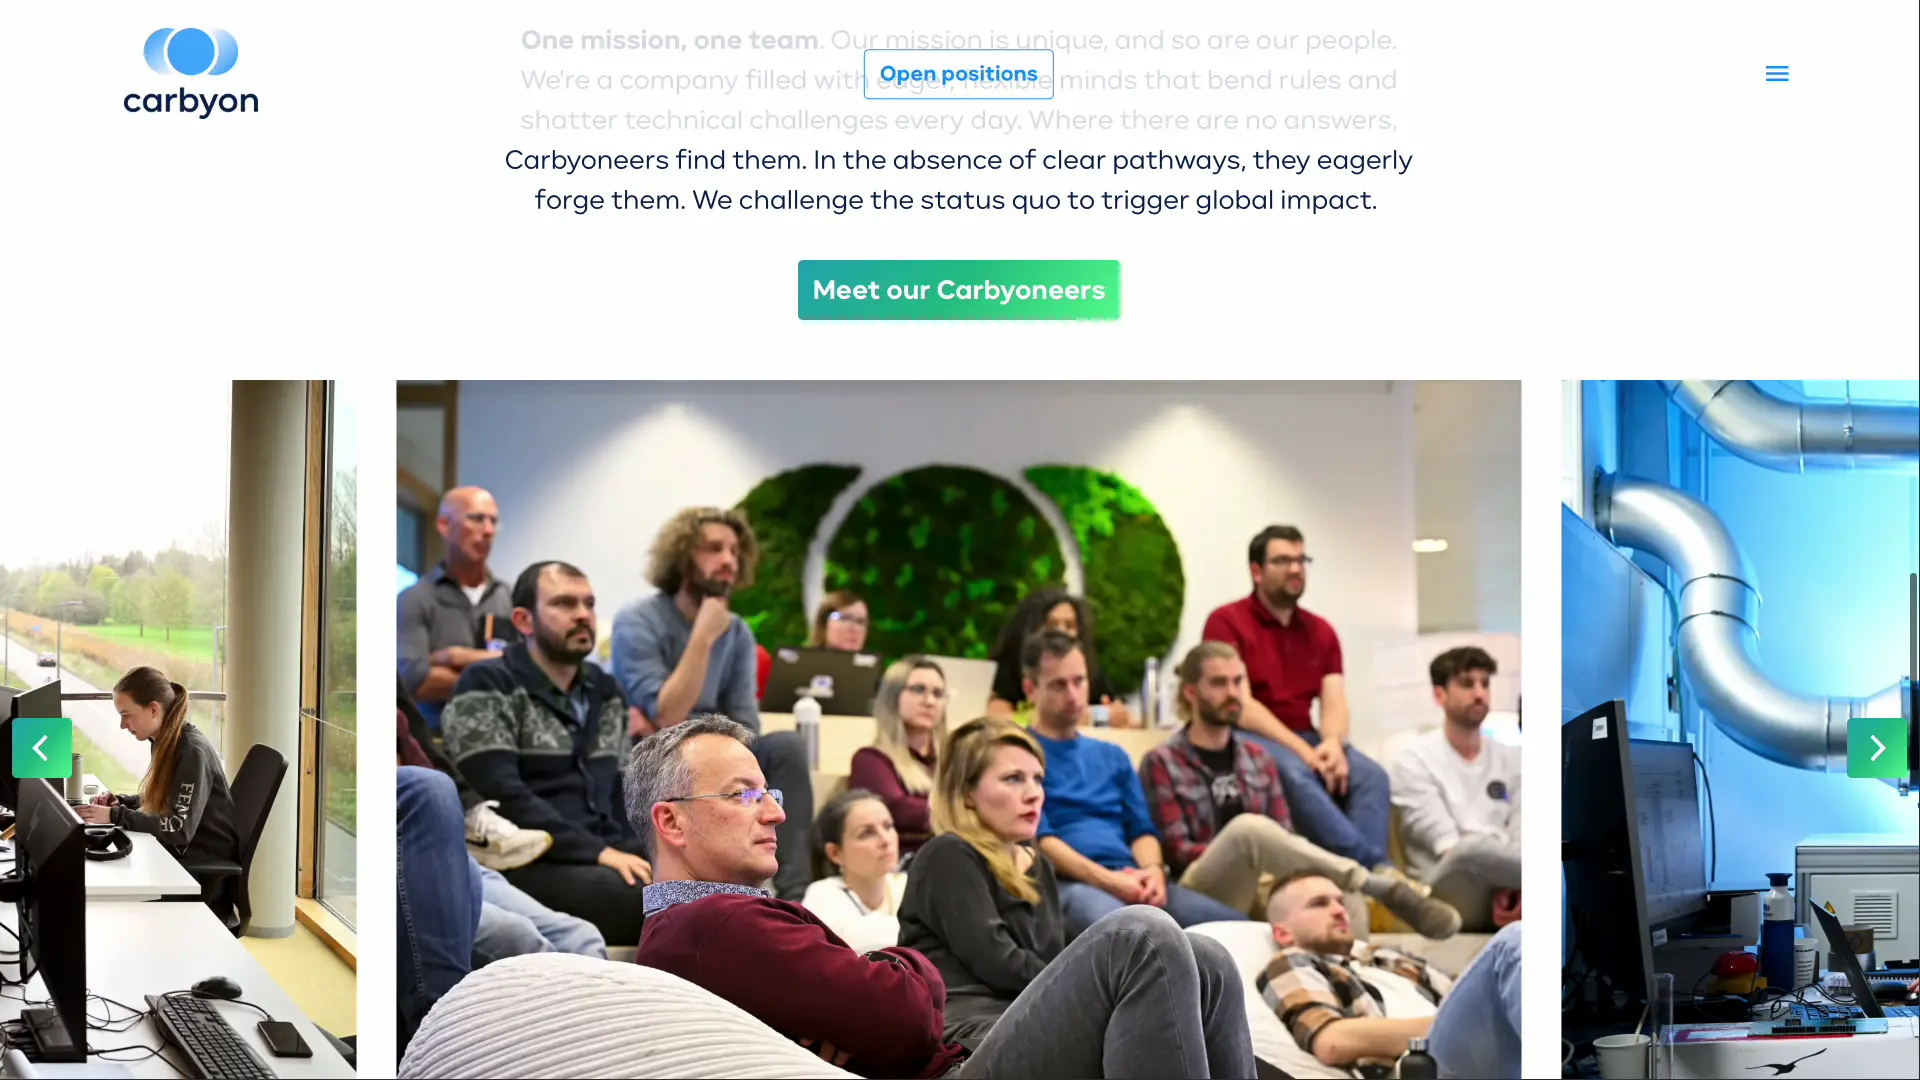 carbyon
One mission, one team. Our mission is unique, and so are our people.
Open positions
We're a company filled with eager, flexible minds that bend rules and
shatter technical challenges every day. Where there are no answers,
Carbyoneers find them. In the absence of clear pathways, they eagerly
forge them. We challenge the status quo to trigger global impact.
Meet our Carbyoneers